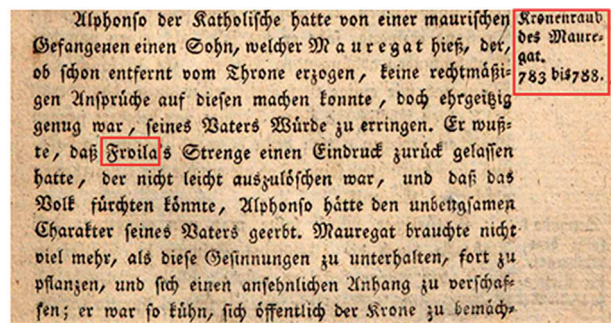 Alphonso der Katholische hatte von einer maurischen
Gefangenen einen Sohn, welcher Mauregat hieß, der,
ob schon entfernt vom Throne erzogen, keine rechtmäßi-
gen Ansprüche auf diesen machen konnte, doch ehrgeitzig
genug war, seines Vaters Würde zu erringen. Er wuß-
te, daß Froila's Strenge einen Eindruck zurück gelassen
hatte, der nicht leicht auszulöschen war, und daß das
Volk fürchten könnte, Alphonso hätte den unbeugsamen
Charakter seines Vaters geerbt. Mauregat brauchte nicht
viel mehr, als diese Gesinnungen zu unterhalten, fort zu
pflanzen, und sich einen ansehnlichen Anhang zu verschaf-
fen; er war so kühn, sich öffentlich der Krone zu bemäch-
Kronenraub
des Maure-
gat.
783 bis 788.